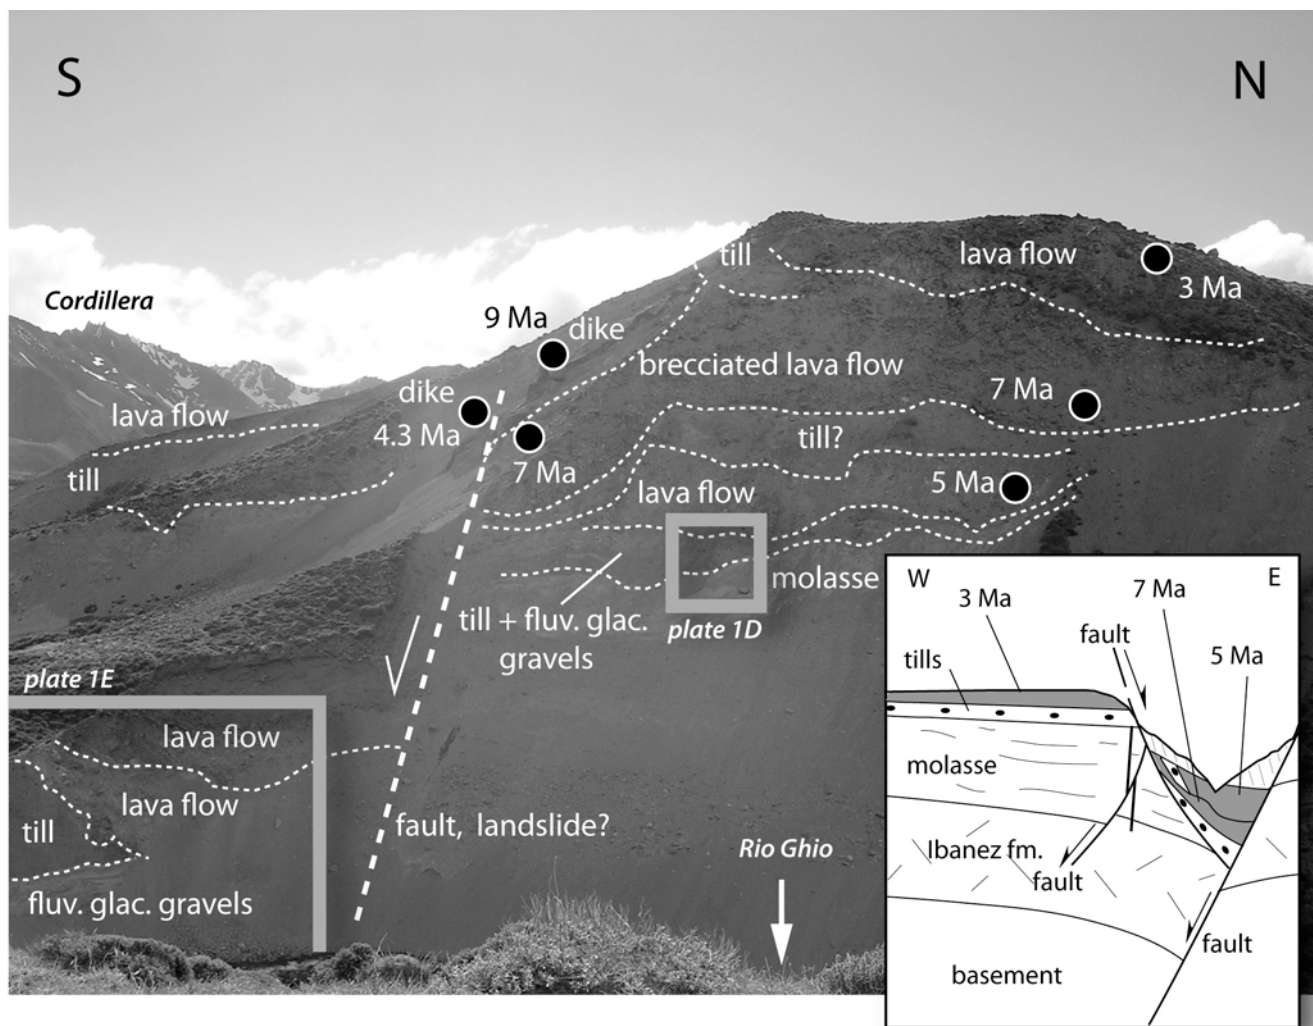 S
N
Cordillera
till
lava flow
3 Ma
9 Ma
dike
brecciated lava flow
dike
4.3 Ma
7 Ma
7 Ma
lava flow
till
till?
5 Ma
lava flow
molasse
till + fluv. glac.
gravels
plate 1D
plate 1E
lava flow
lava flow
till
fluv. glac. gravels
fault, landslide?
Rio Ghio
W
E
3 Ma
7 Ma
fault
5 Ma
tills
molasse
Ibanez fm.
fault
fault
basement